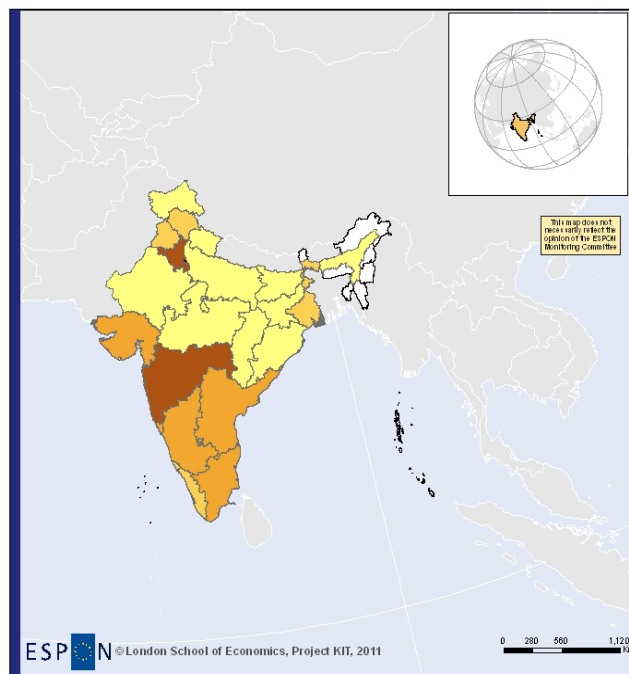 This map does not
necessarily reflect the
opinion of the ESPON
Monitoring Committee
ESPON © London School of Economics, Project KIT, 2011
0 280 560 1,120